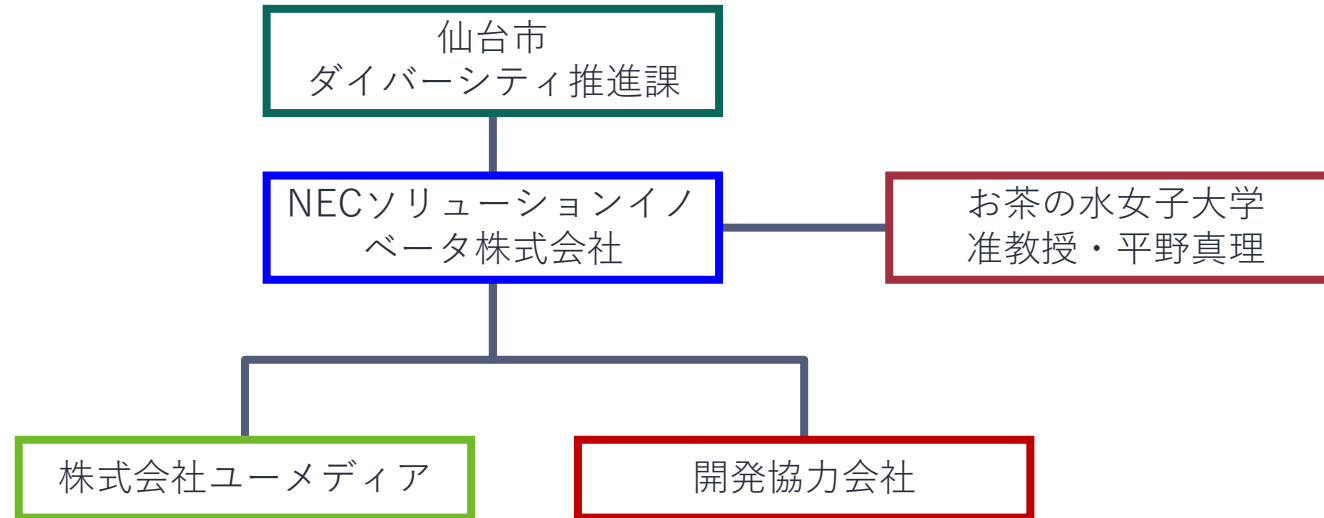 仙台市
ダイバーシティ推進課
NECソリューションイノ
ベータ株式会社
お茶の水女子大学
准教授・平野真理
株式会社ユーメディア
開発協力会社